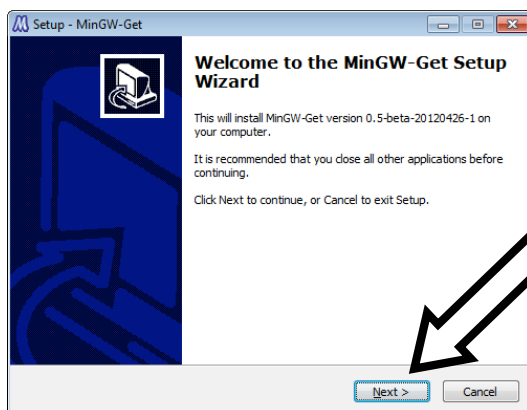 Setup - MinGW-Get
Welcome to the MinGW-Get Setup
Wizard
This will install MinGW-Get version 0.5-beta-20120426-1 on
your computer.
It is recommended that you close all other applications before
continuing.
Click Next to continue, or Cancel to exit Setup.
Next >
Cancel